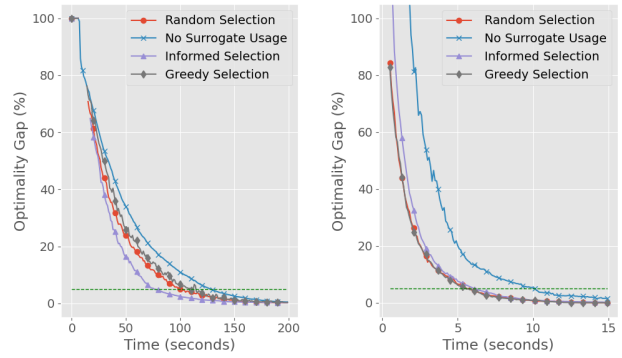 Optimality Gap (%)
100
80
60
40
20
0
0
50
100
150
200
Time (seconds)
Random Selection
No Surrogate Usage
Informed Selection
Greedy Selection
Optimality Gap (%)
100
80
60
40
20
0
0
5
10
15
Time (seconds)
Random Selection
No Surrogate Usage
Informed Selection
Greedy Selection